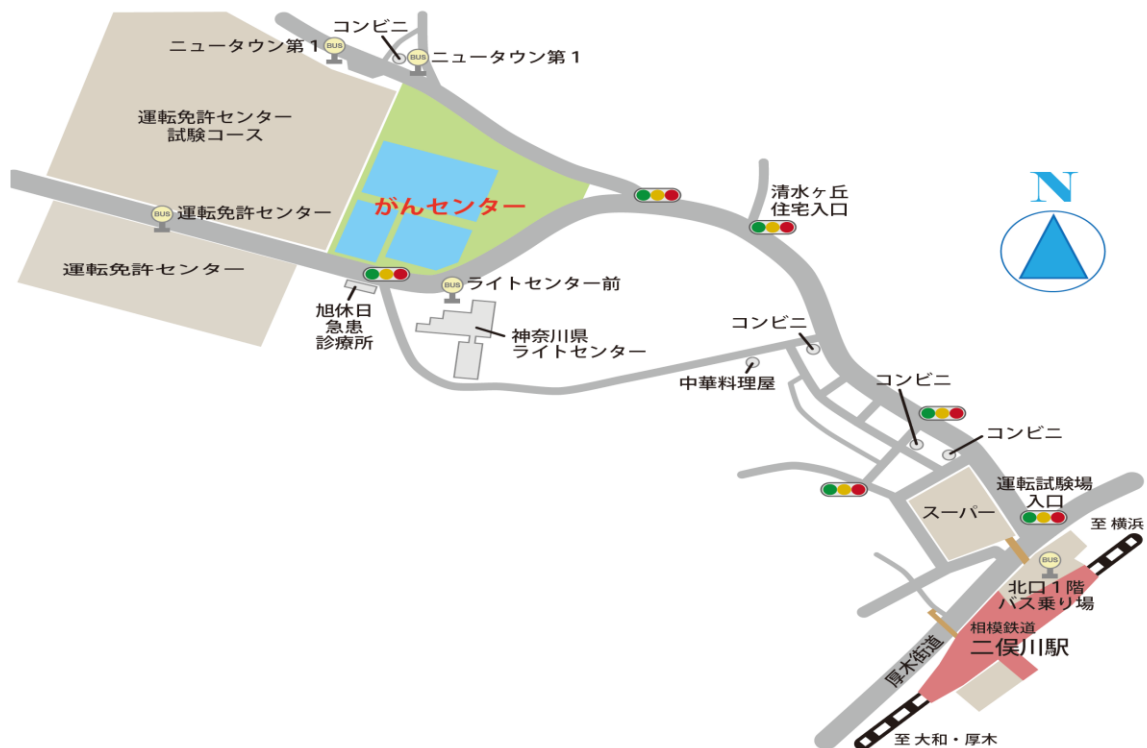 コンビニ
ニュータウン第1
BUS
BUS
ニュータウン第1
運転免許センター
試験コース
N
がんセンター
清水ヶ丘
住宅入口
BUS
運転免許センター
運転免許センター
BUS
ライトセンター前
旭休日
急患
診療所
神奈川県
ライトセンター
コンビニ
中華料理屋
コンビニ
コンビニ
運転試験場
入口
スーパー
至 横浜
BUS
北口1階
バス乗り場
相模鉄道
二俣川駅
厚木街道
至 大和・厚木